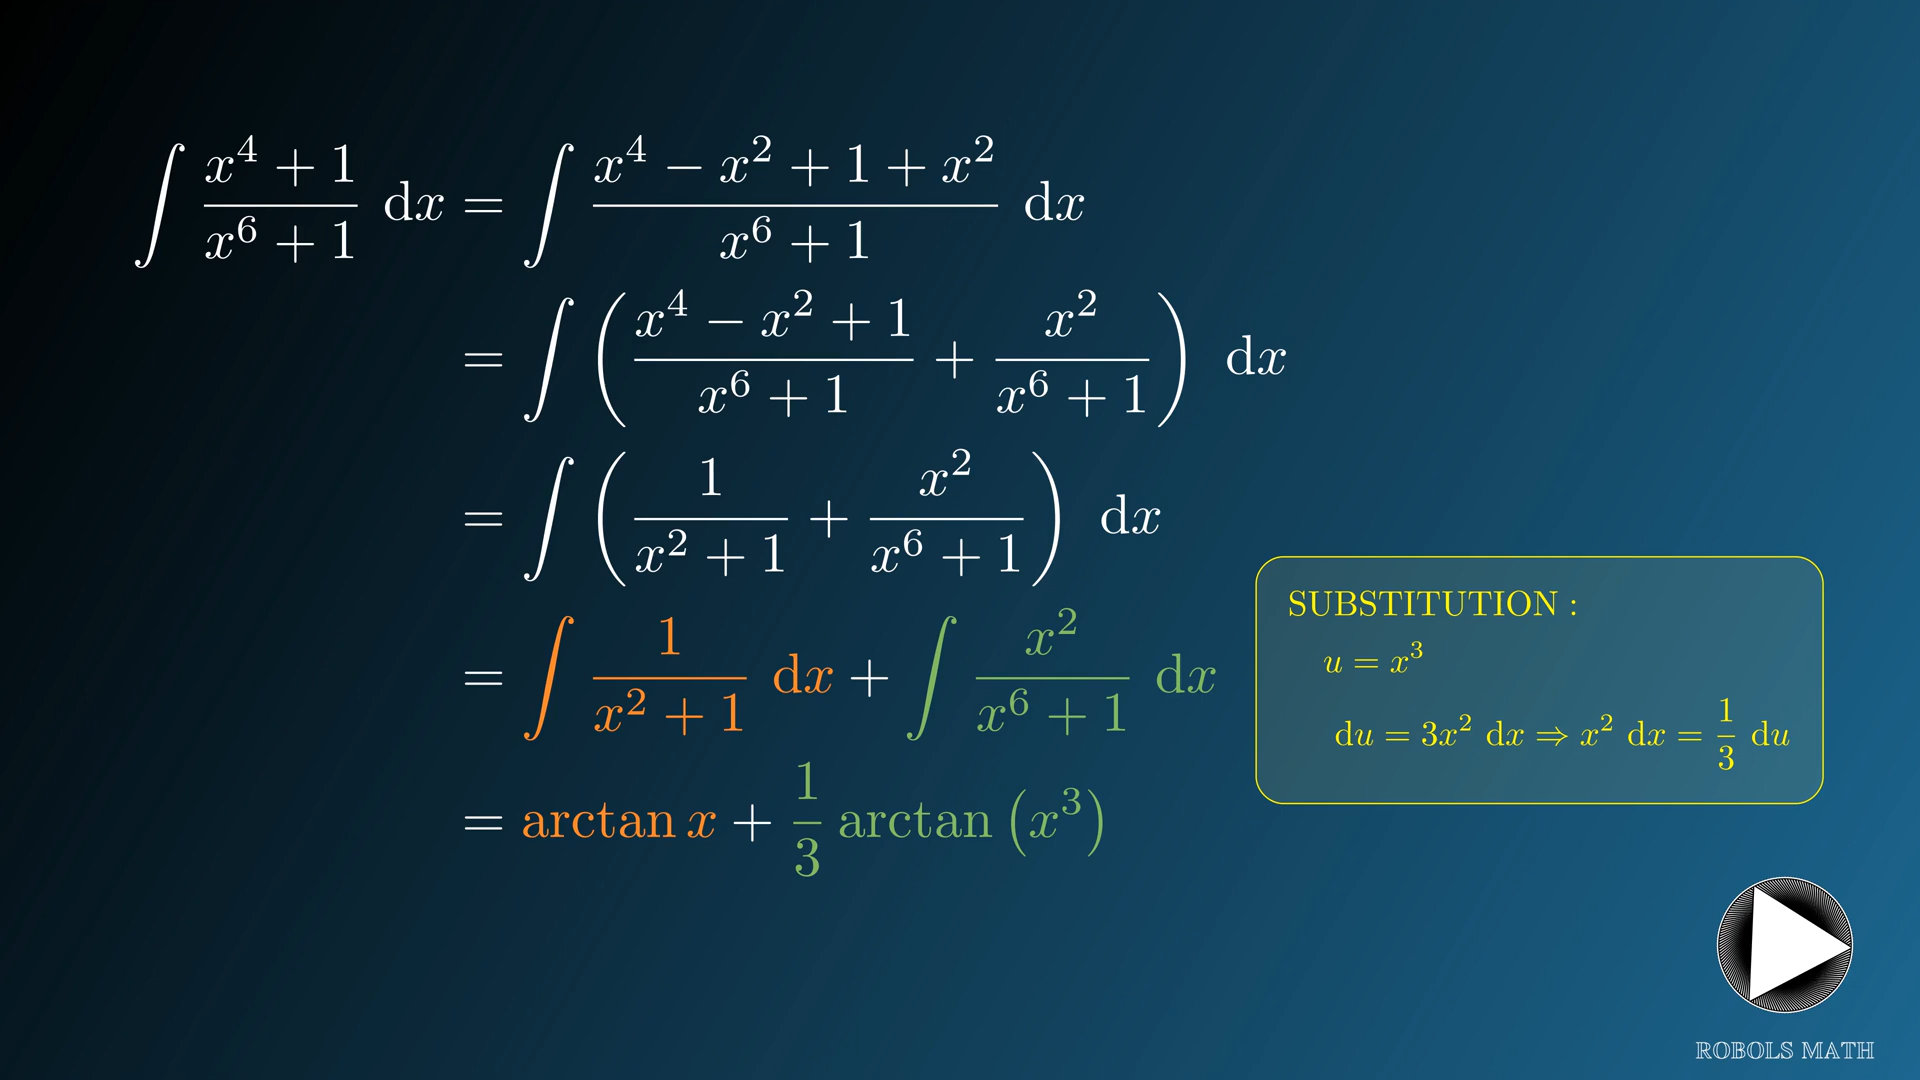 ∫ (x⁴ + 1)/(x⁶ + 1) dx = ∫ (x⁴ − x² + 1 + x²)/(x⁶ + 1) dx
= ∫ ( (x⁴ − x² + 1)/(x⁶ + 1) + x²/(x⁶ + 1) ) dx
= ∫ ( 1/(x² + 1) + x²/(x⁶ + 1) ) dx
= ∫ 1/(x² + 1) dx + ∫ x²/(x⁶ + 1) dx
= arctan x + 1/3 arctan (x³)
SUBSTITUTION :
u = x³
du = 3x² dx ⇒ x² dx = 1/3 du
ROBOLS MATH